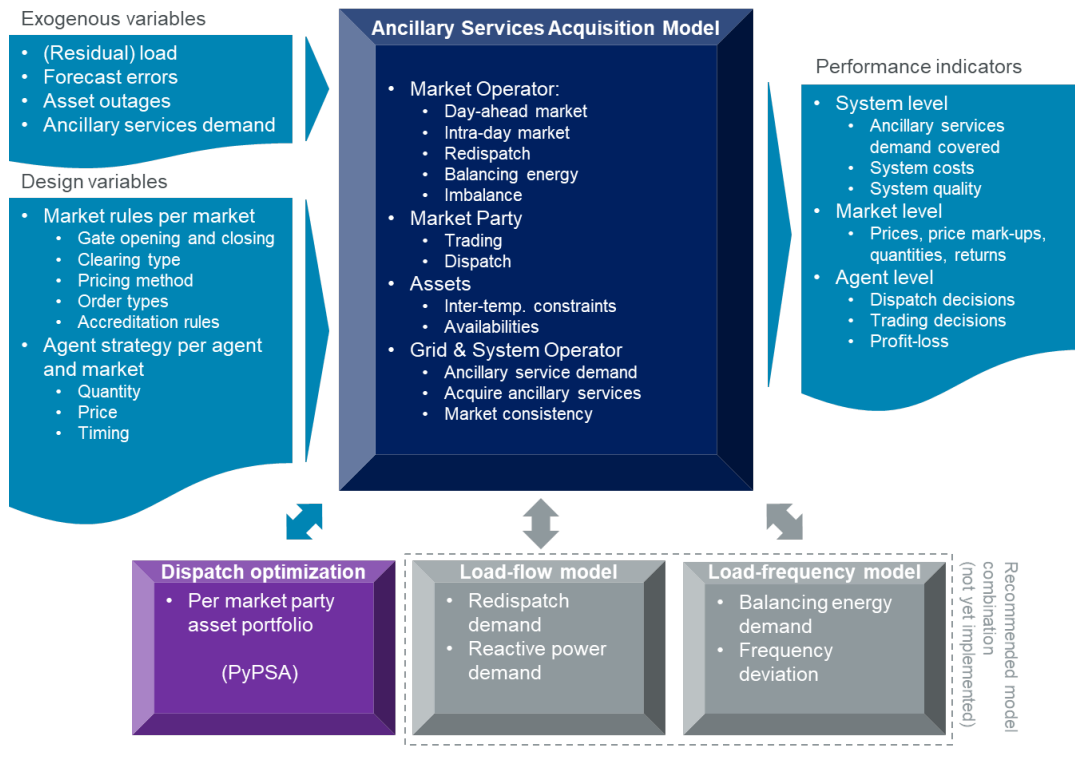 Exogenous variables
• (Residual) load
• Forecast errors
• Asset outages
• Ancillary services demand
Design variables
• Market rules per market
• Gate opening and closing
• Clearing type
• Pricing method
• Order types
• Accreditation rules
• Agent strategy per agent
and market
• Quantity
• Price
• Timing
Ancillary Services Acquisition Model
• Market Operator:
• Day-ahead market
• Intra-day market
• Redispatch
• Balancing energy
• Imbalance
• Market Party
• Trading
• Dispatch
• Assets
• Inter-temp. constraints
• Availabilities
• Grid & System Operator
• Ancillary service demand
• Acquire ancillary services
• Market consistency
Performance indicators
• System level
• Ancillary services
demand covered
• System costs
• System quality
• Market level
• Prices, price mark-ups,
quantities, returns
• Agent level
• Dispatch decisions
• Trading decisions
• Profit-loss
Dispatch optimization
• Per market party
asset portfolio
(PyPSA)
Load-flow model
• Redispatch
demand
• Reactive power
demand
Load-frequency model
• Balancing energy
demand
• Frequency
deviation
Recommended model
combination
(not yet implemented)